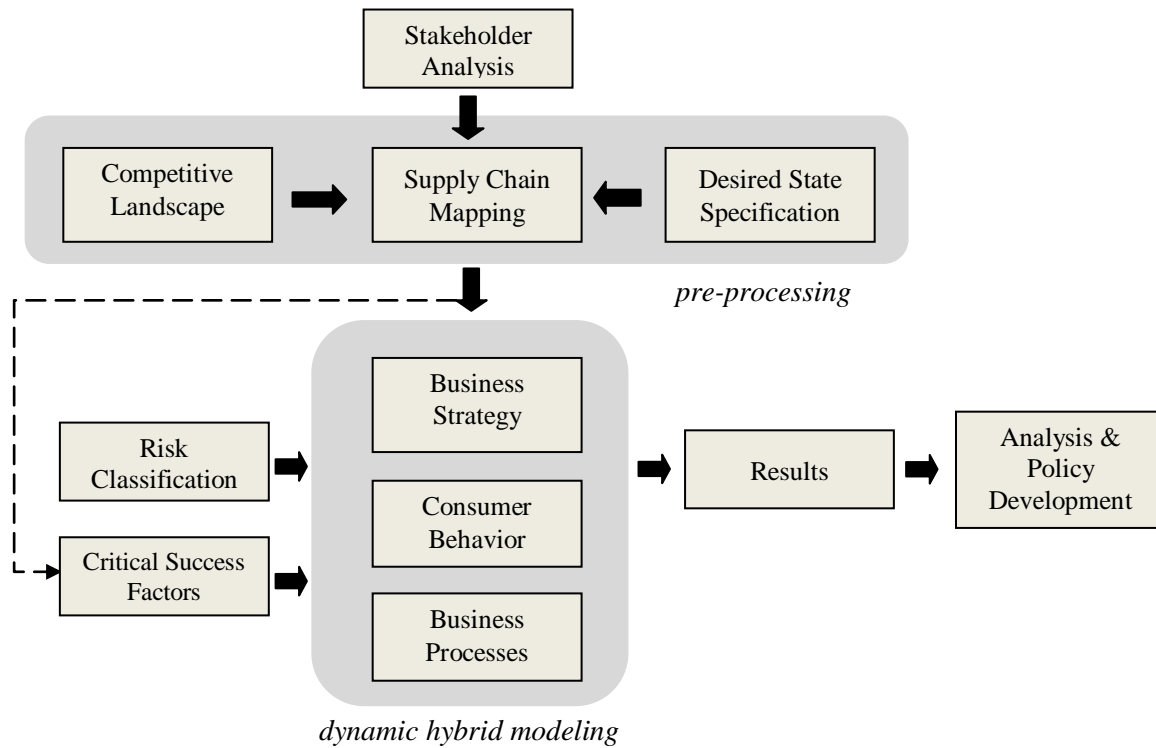 Stakeholder
Analysis
Competitive
Landscape
Supply Chain
Mapping
Desired State
Specification
pre-processing
Business
Strategy
Risk
Classification
Consumer
Behavior
Critical Success
Factors
Business
Processes
Results
Analysis &
Policy
Development
dynamic hybrid modeling